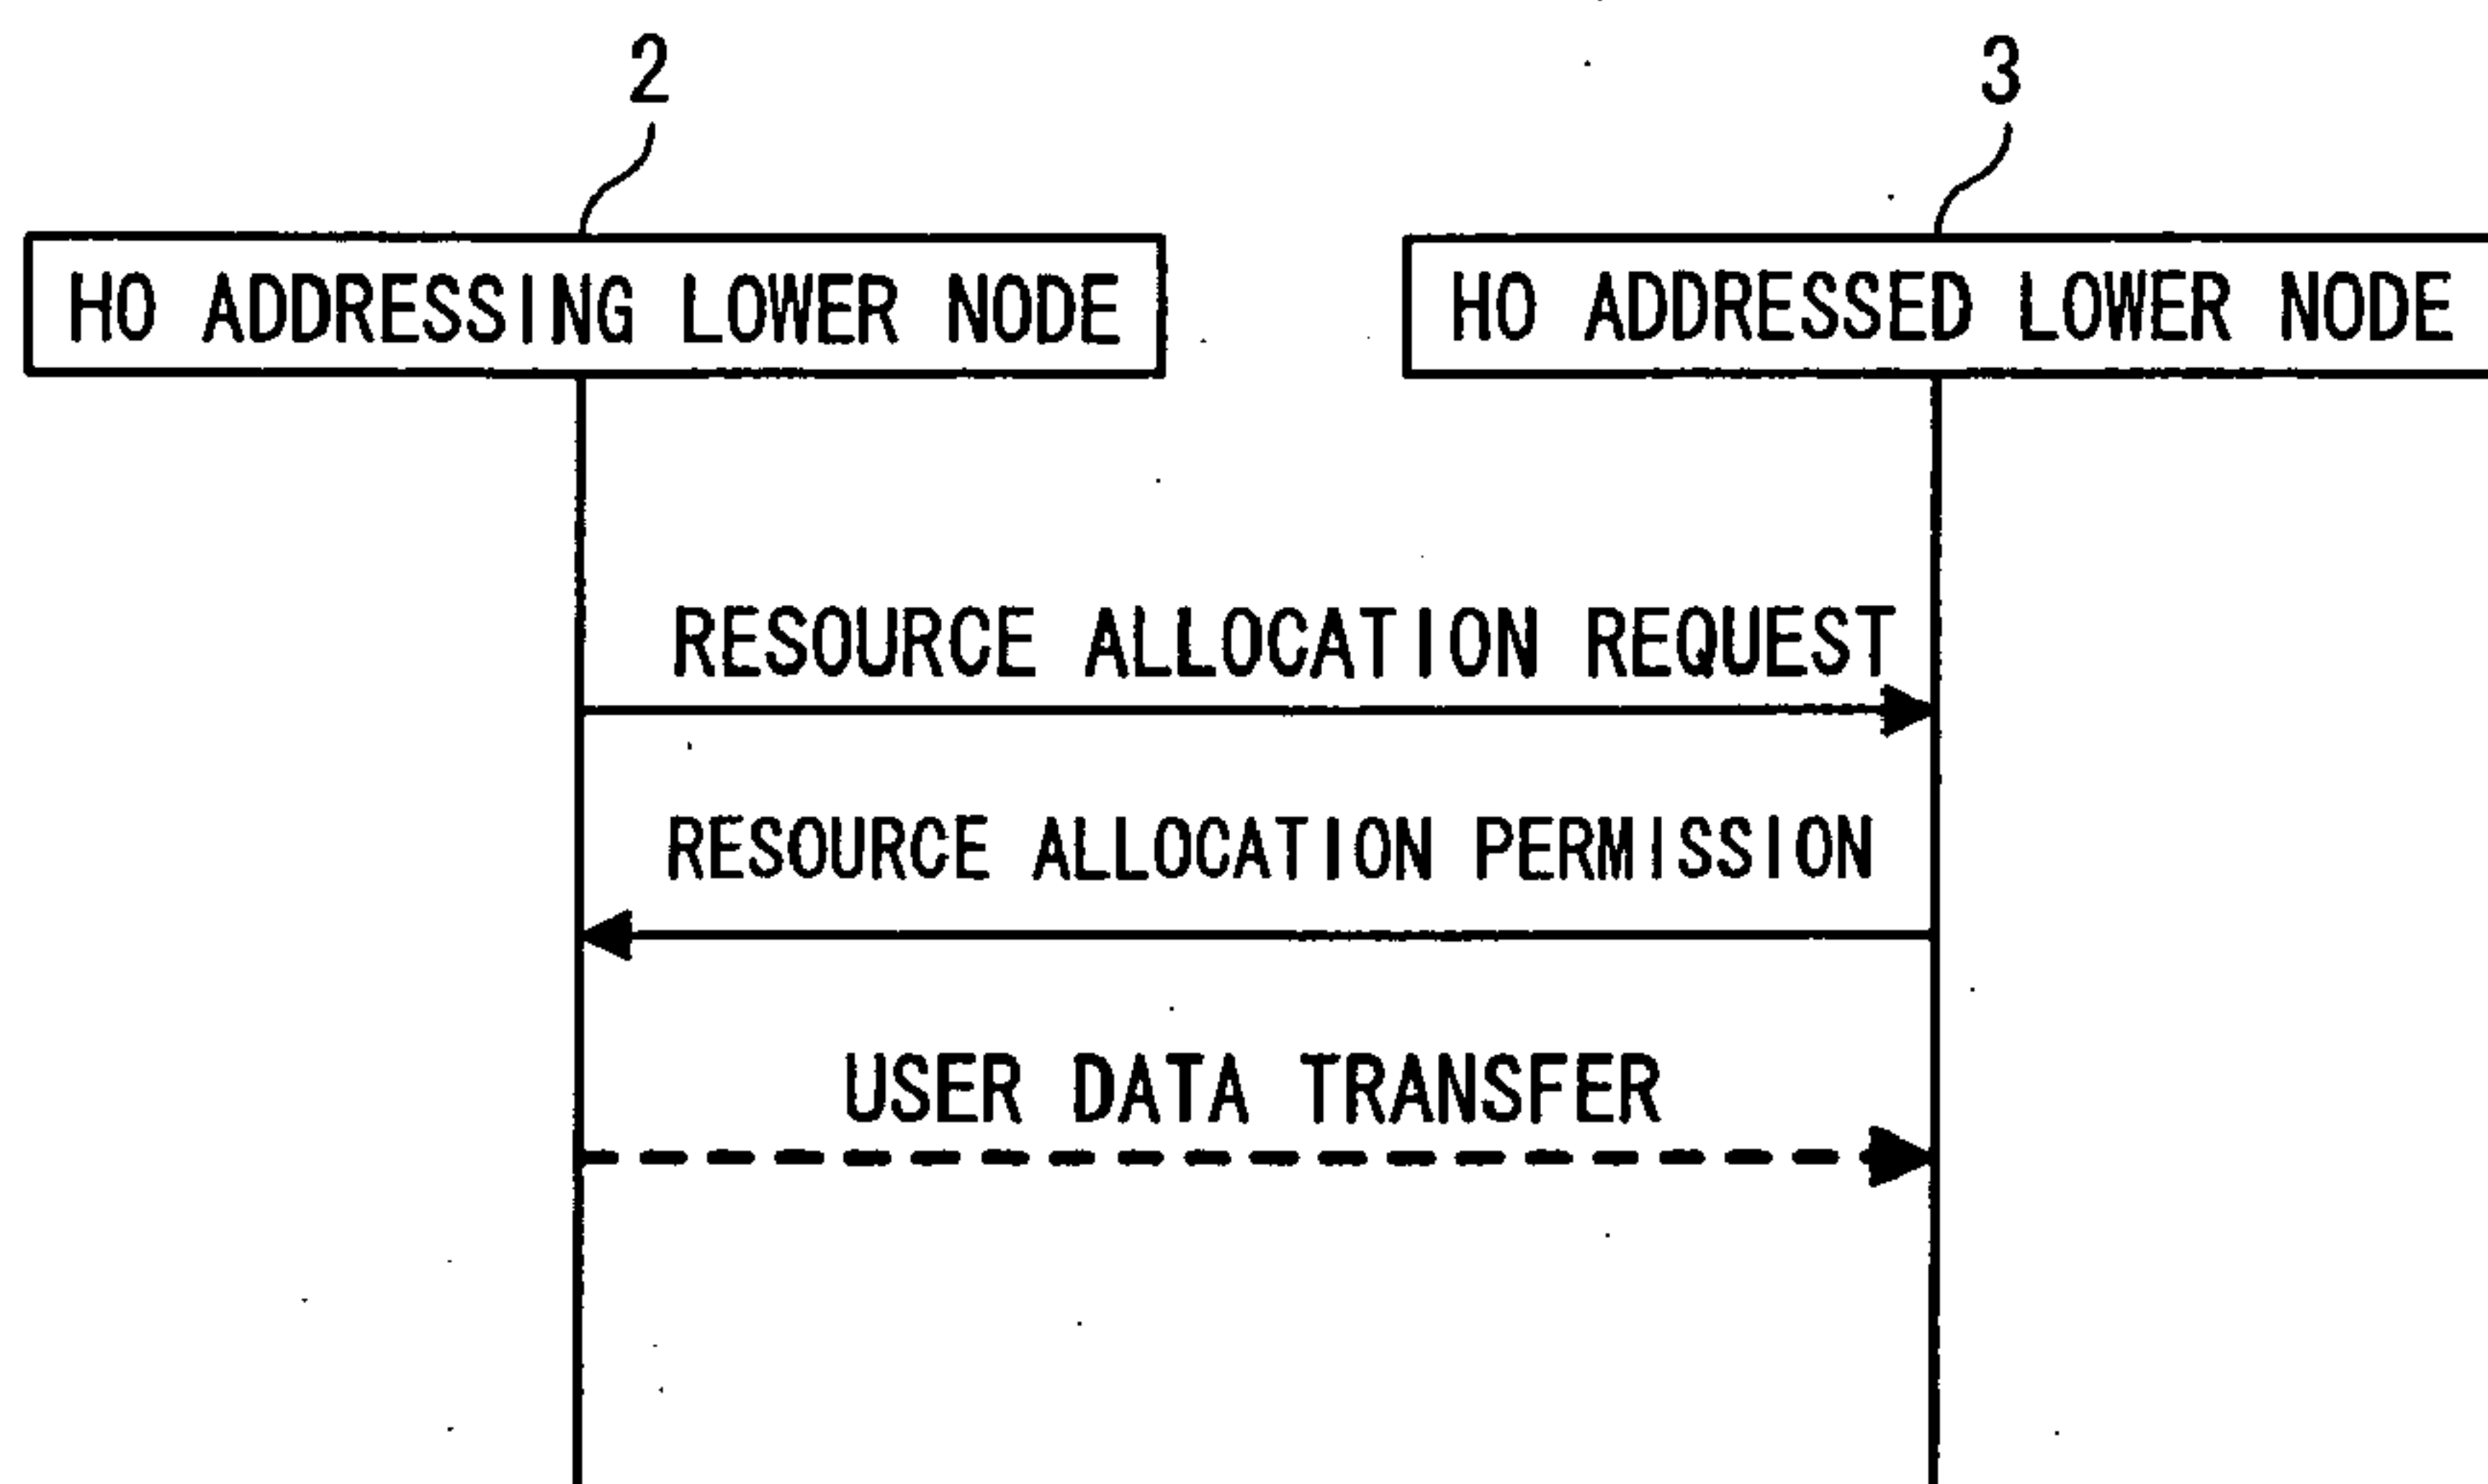 2
3
HO ADDRESSING LOWER NODE
HO ADDRESSED LOWER NODE
RESOURCE ALLOCATION REQUEST
RESOURCE ALLOCATION PERMISSION
USER DATA TRANSFER